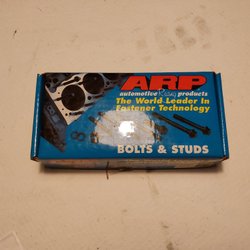 ARP
automotive Racing products
The World Leader In
Fastener Technology
BOLTS & STUDS